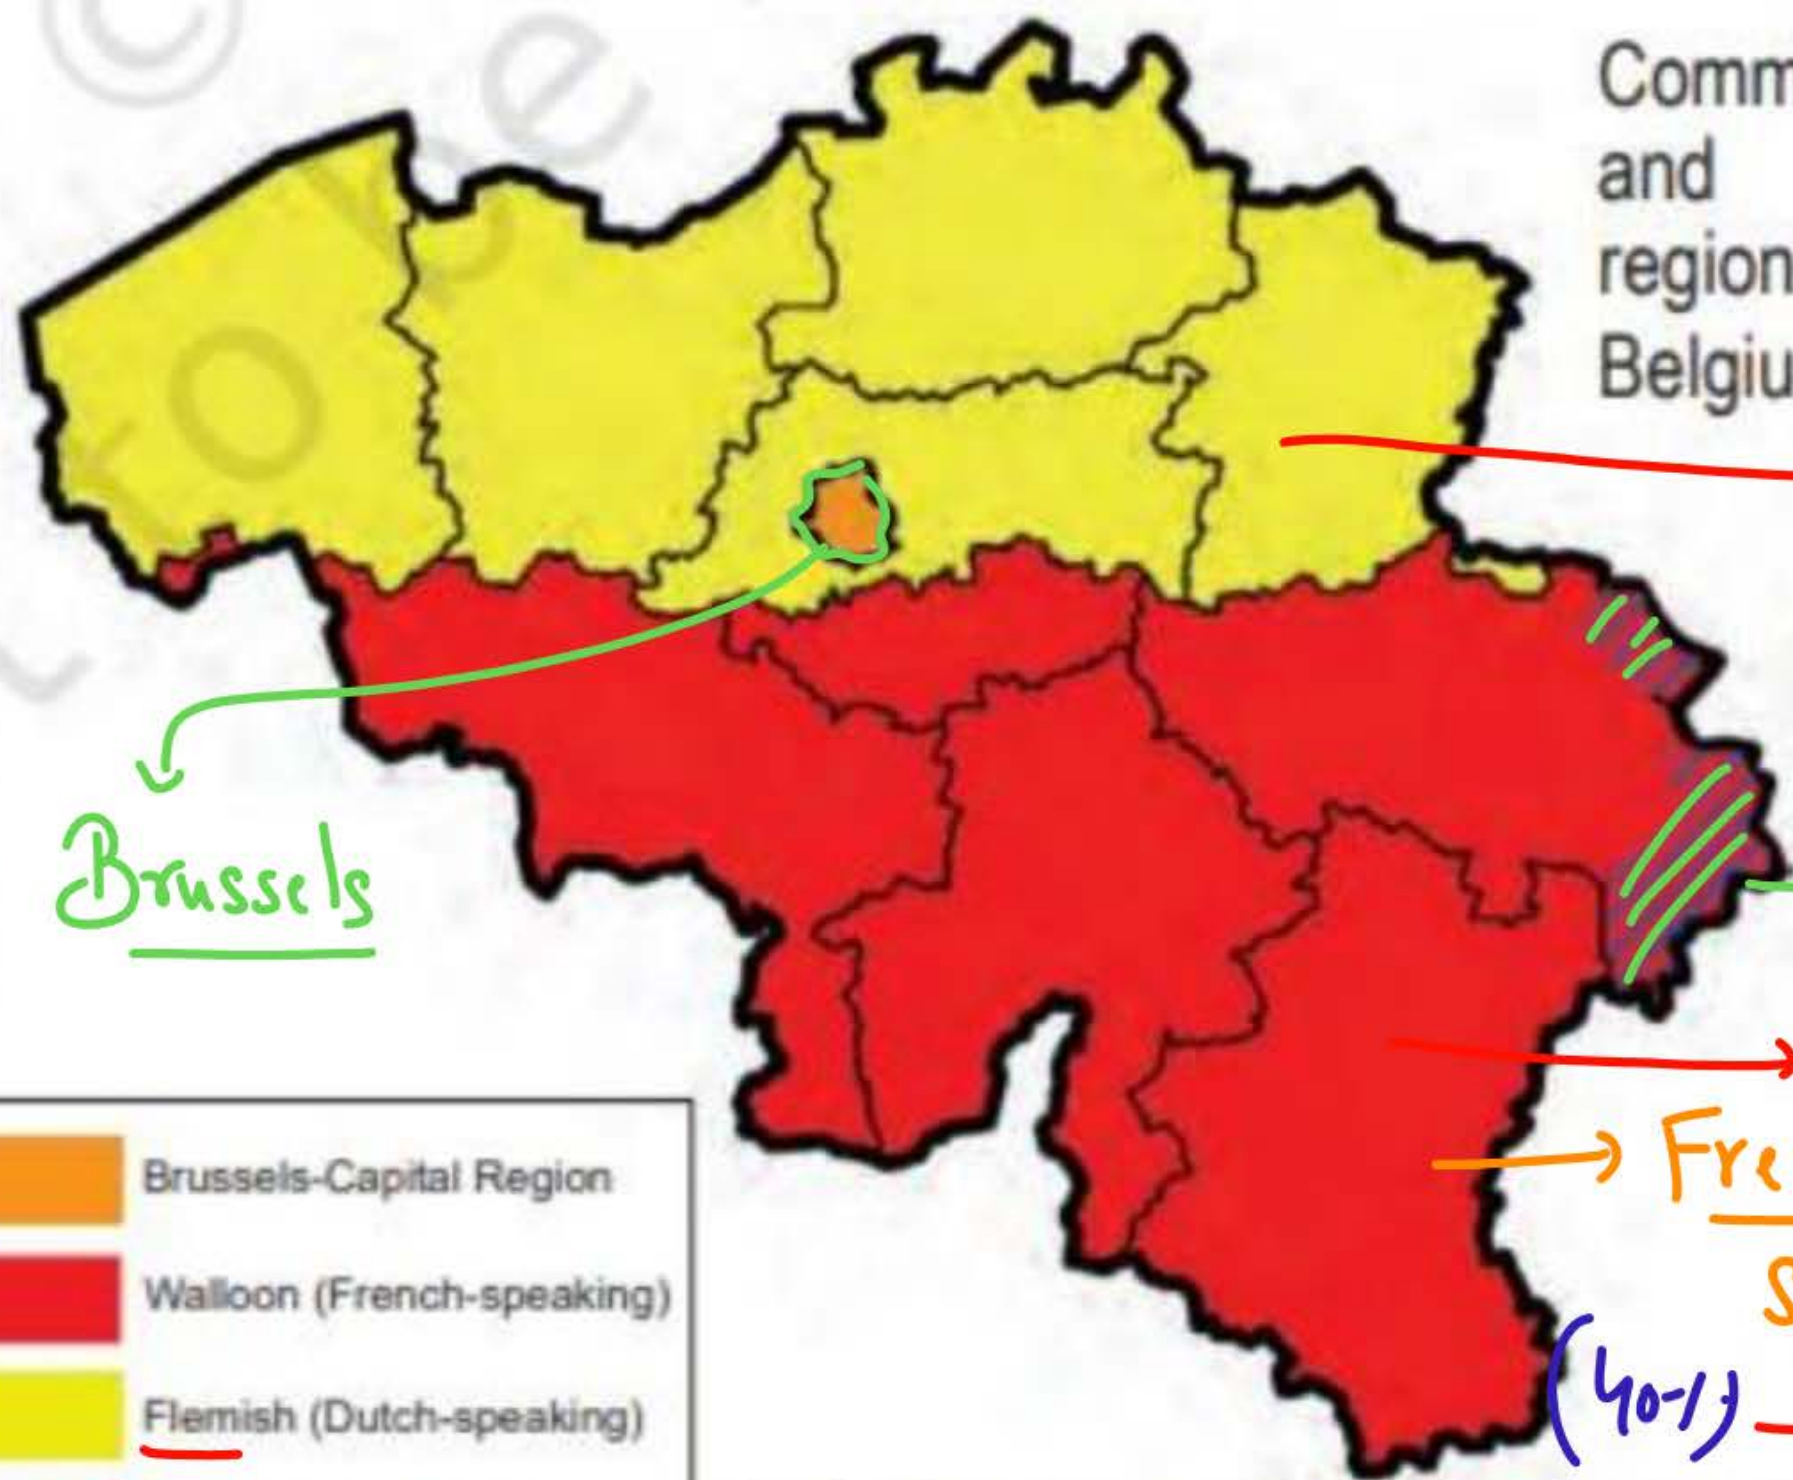 Comm
and
region
Belgiu
Brussels
Fre
S
(40%)
Brussels-Capital Region
Walloon (French-speaking)
Flemish (Dutch-speaking)